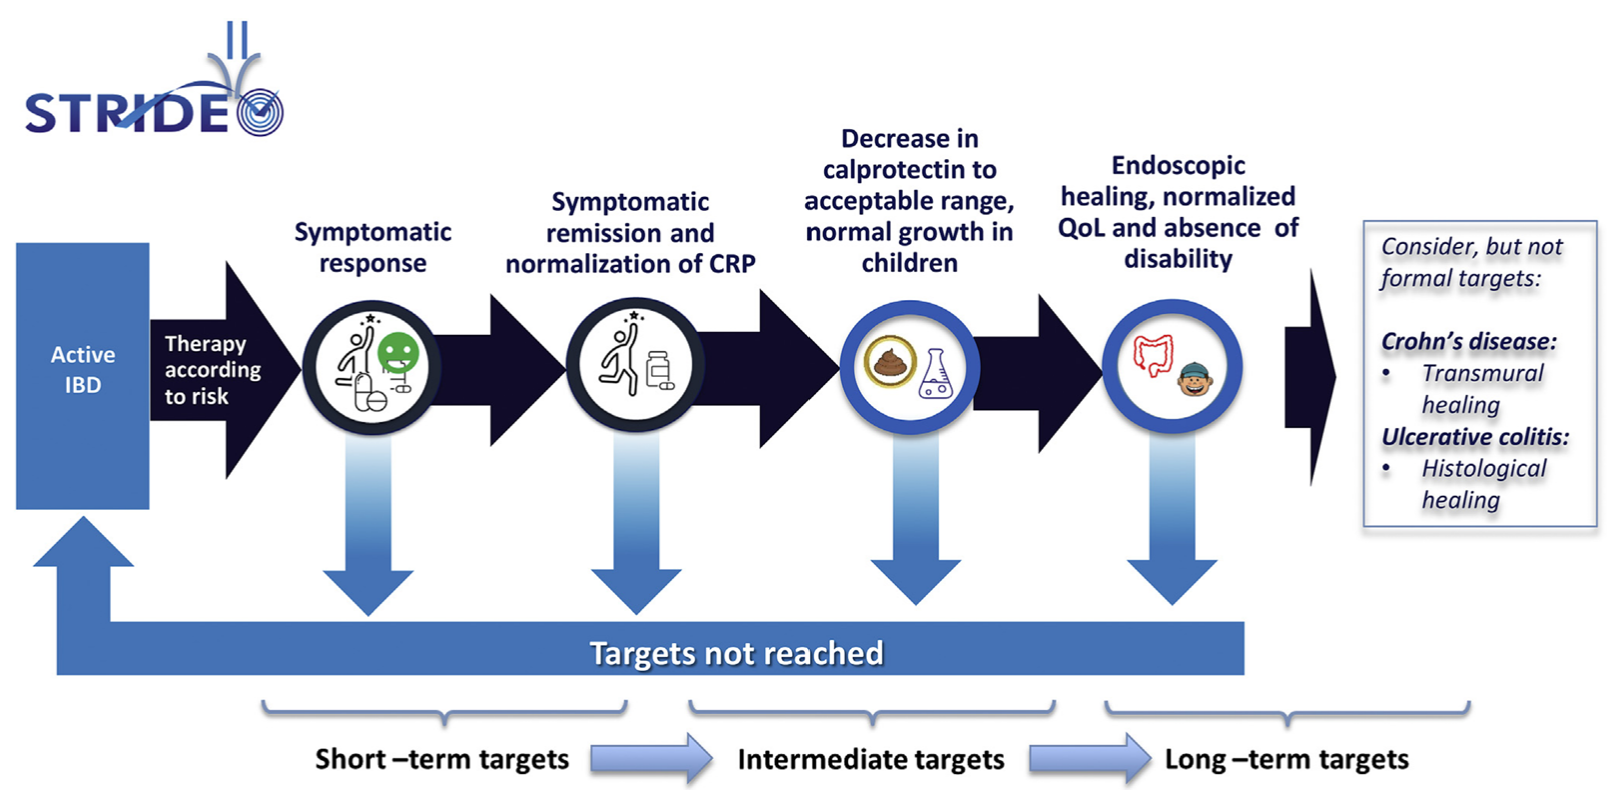 II
STRIDE
Active
IBD
Therapy
according
to risk
Symptomatic
response
Symptomatic
remission and
normalization of CRP
Decrease in
calprotectin to
acceptable range,
normal growth in
children
Endoscopic
healing, normalized
QoL and absence of
disability
Consider, but not
formal targets:
Crohn's disease:
• Transmural
healing
Ulcerative colitis:
• Histological
healing
Targets not reached
Short –term targets
Intermediate targets
Long –term targets